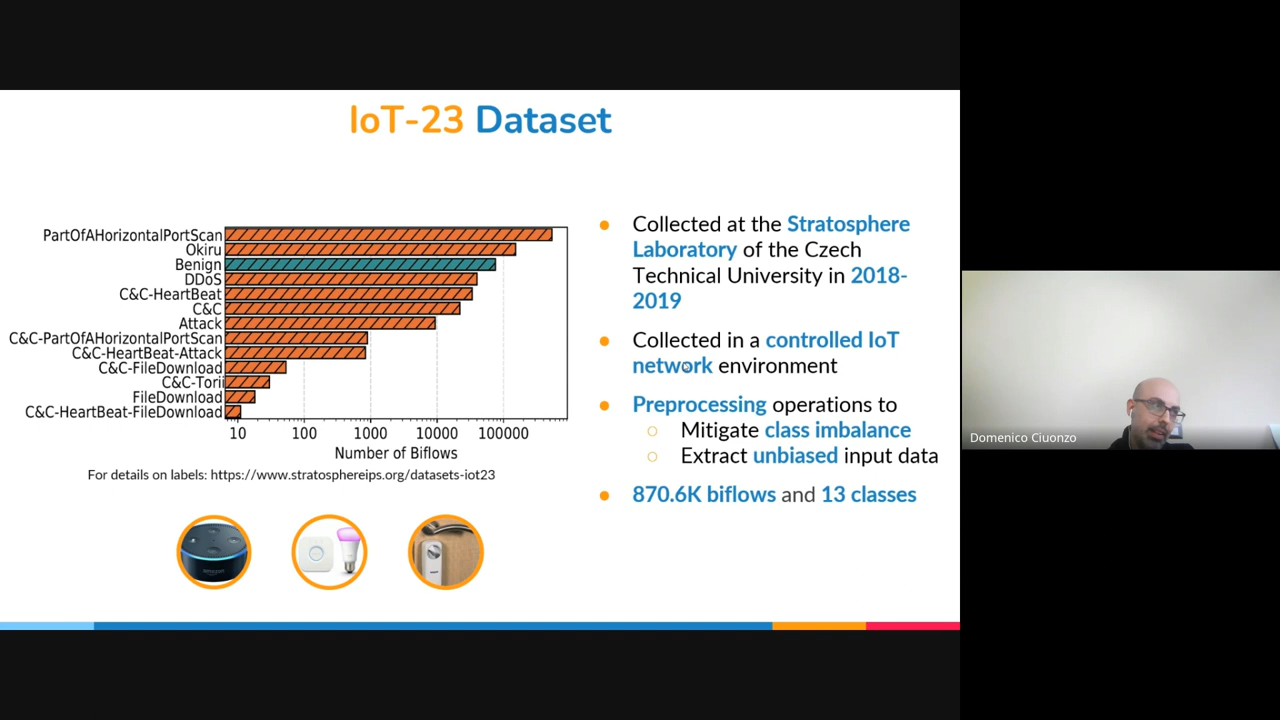 IoT-23 Dataset
PartOfAHorizontalPortScan
Okiru
Benign
DDoS
C&C-HeartBeat
C&C
Attack
C&C-PartOfAHorizontalPortScan
C&C-HeartBeat-Attack
C&C-FileDownload
C&C-Torii
FileDownload
C&C-HeartBeat-FileDownload
10 100 1000 10000 100000
Number of Biflows
For details on labels: https://www.stratosphereips.org/datasets-iot23
Collected at the Stratosphere
Laboratory of the Czech
Technical University in 2018-
2019
Collected in a controlled IoT
network environment
Preprocessing operations to
Mitigate class imbalance
Extract unbiased input data
870.6K biflows and 13 classes
Domenico Ciuonzo